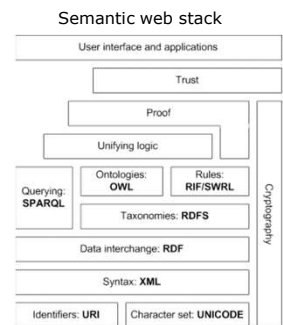 Semantic web stack
User interface and applications
Trust
Proof
Unifying logic
Querying:
SPARQL
Ontologies:
OWL
Rules:
RIF/SWRL
Taxonomies: RDFS
Cryptography
Data interchange: RDF
Syntax: XML
Identifiers: URI
Character set: UNICODE